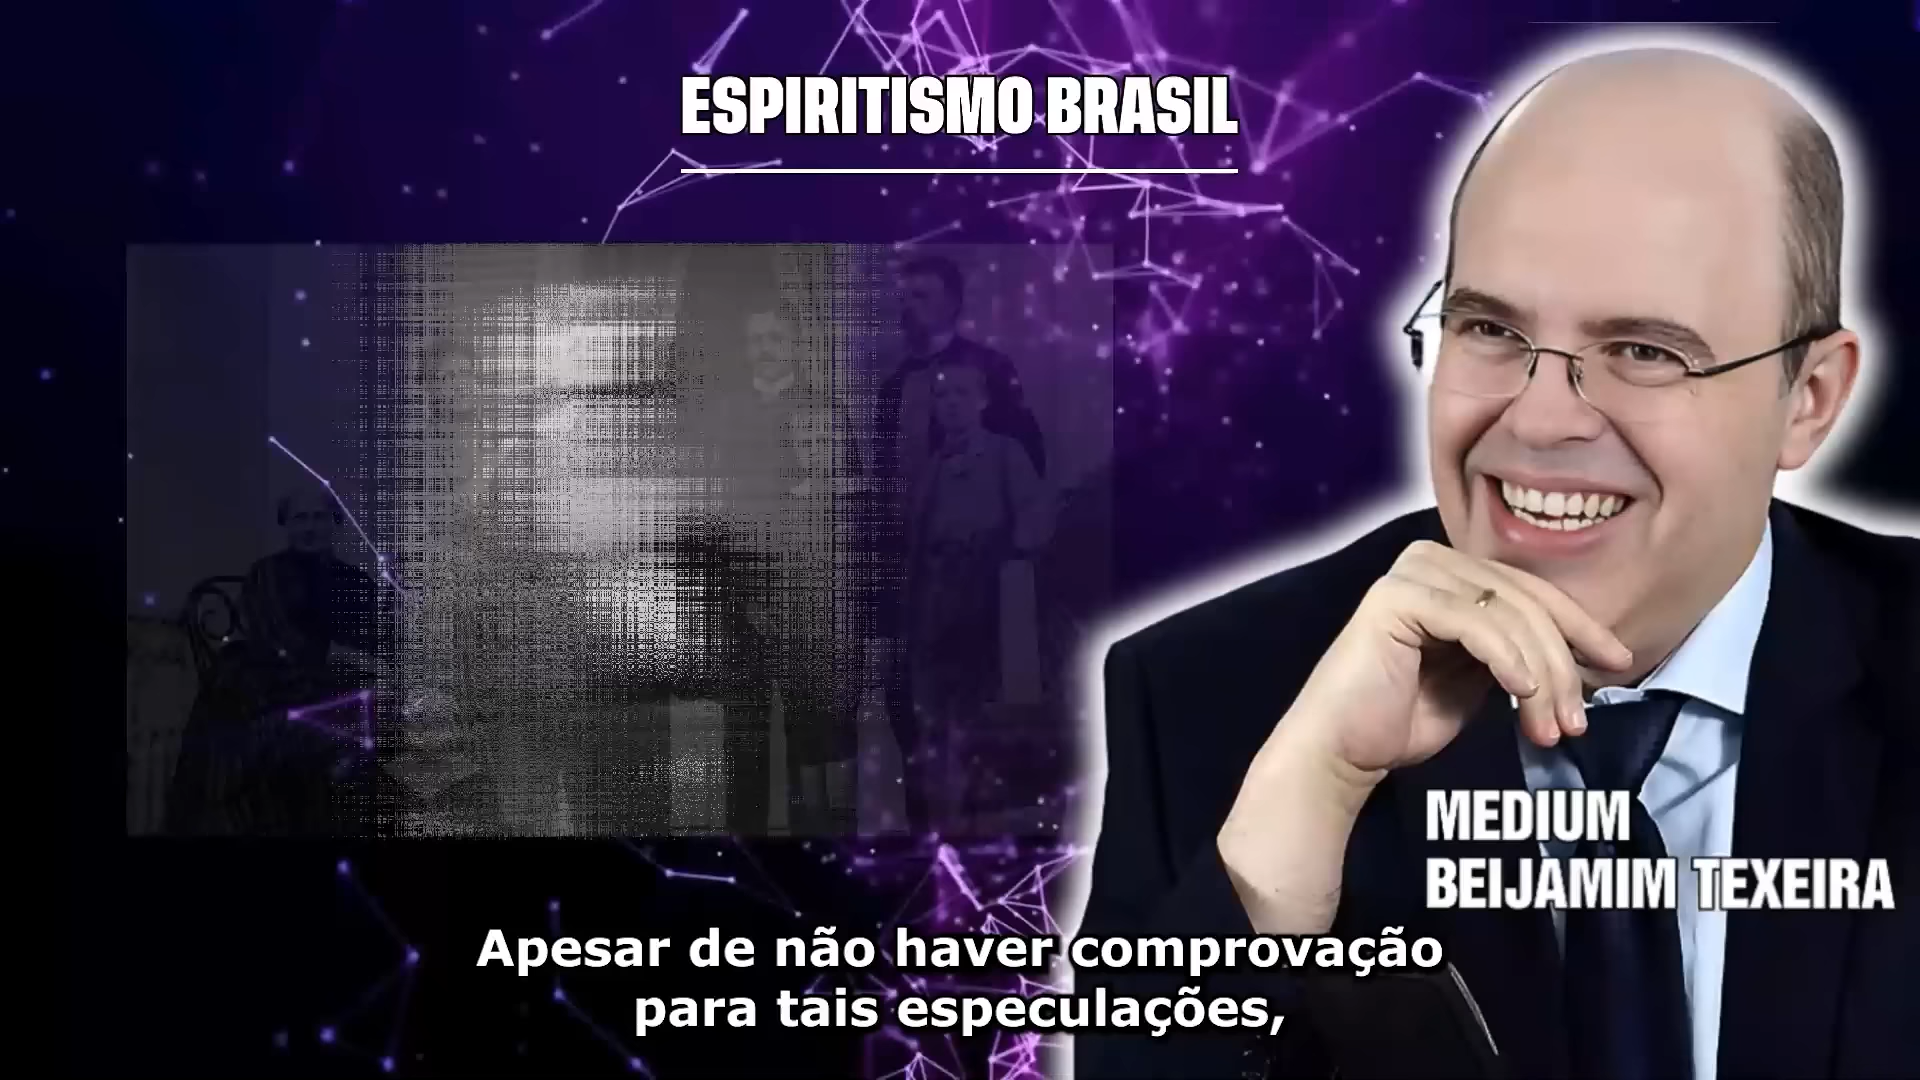 ESPIRITISMO BRASIL
MEDIUM
BEIJAMIM TEXEIRA
Apesar de não haver comprovação
para tais especulações,